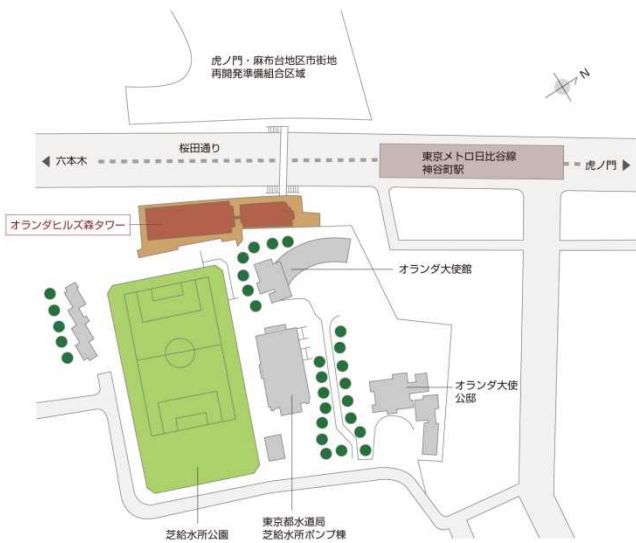 虎ノ門・麻布台地区市街地
再開発準備組合区域
N
桜田通り
六本木
東京メトロ日比谷線
神谷町駅
虎ノ門
オランダヒルズ森タワー
オランダ大使館
オランダ大使
公邸
芝給水所公園
東京都水道局
芝給水所ポンプ棟